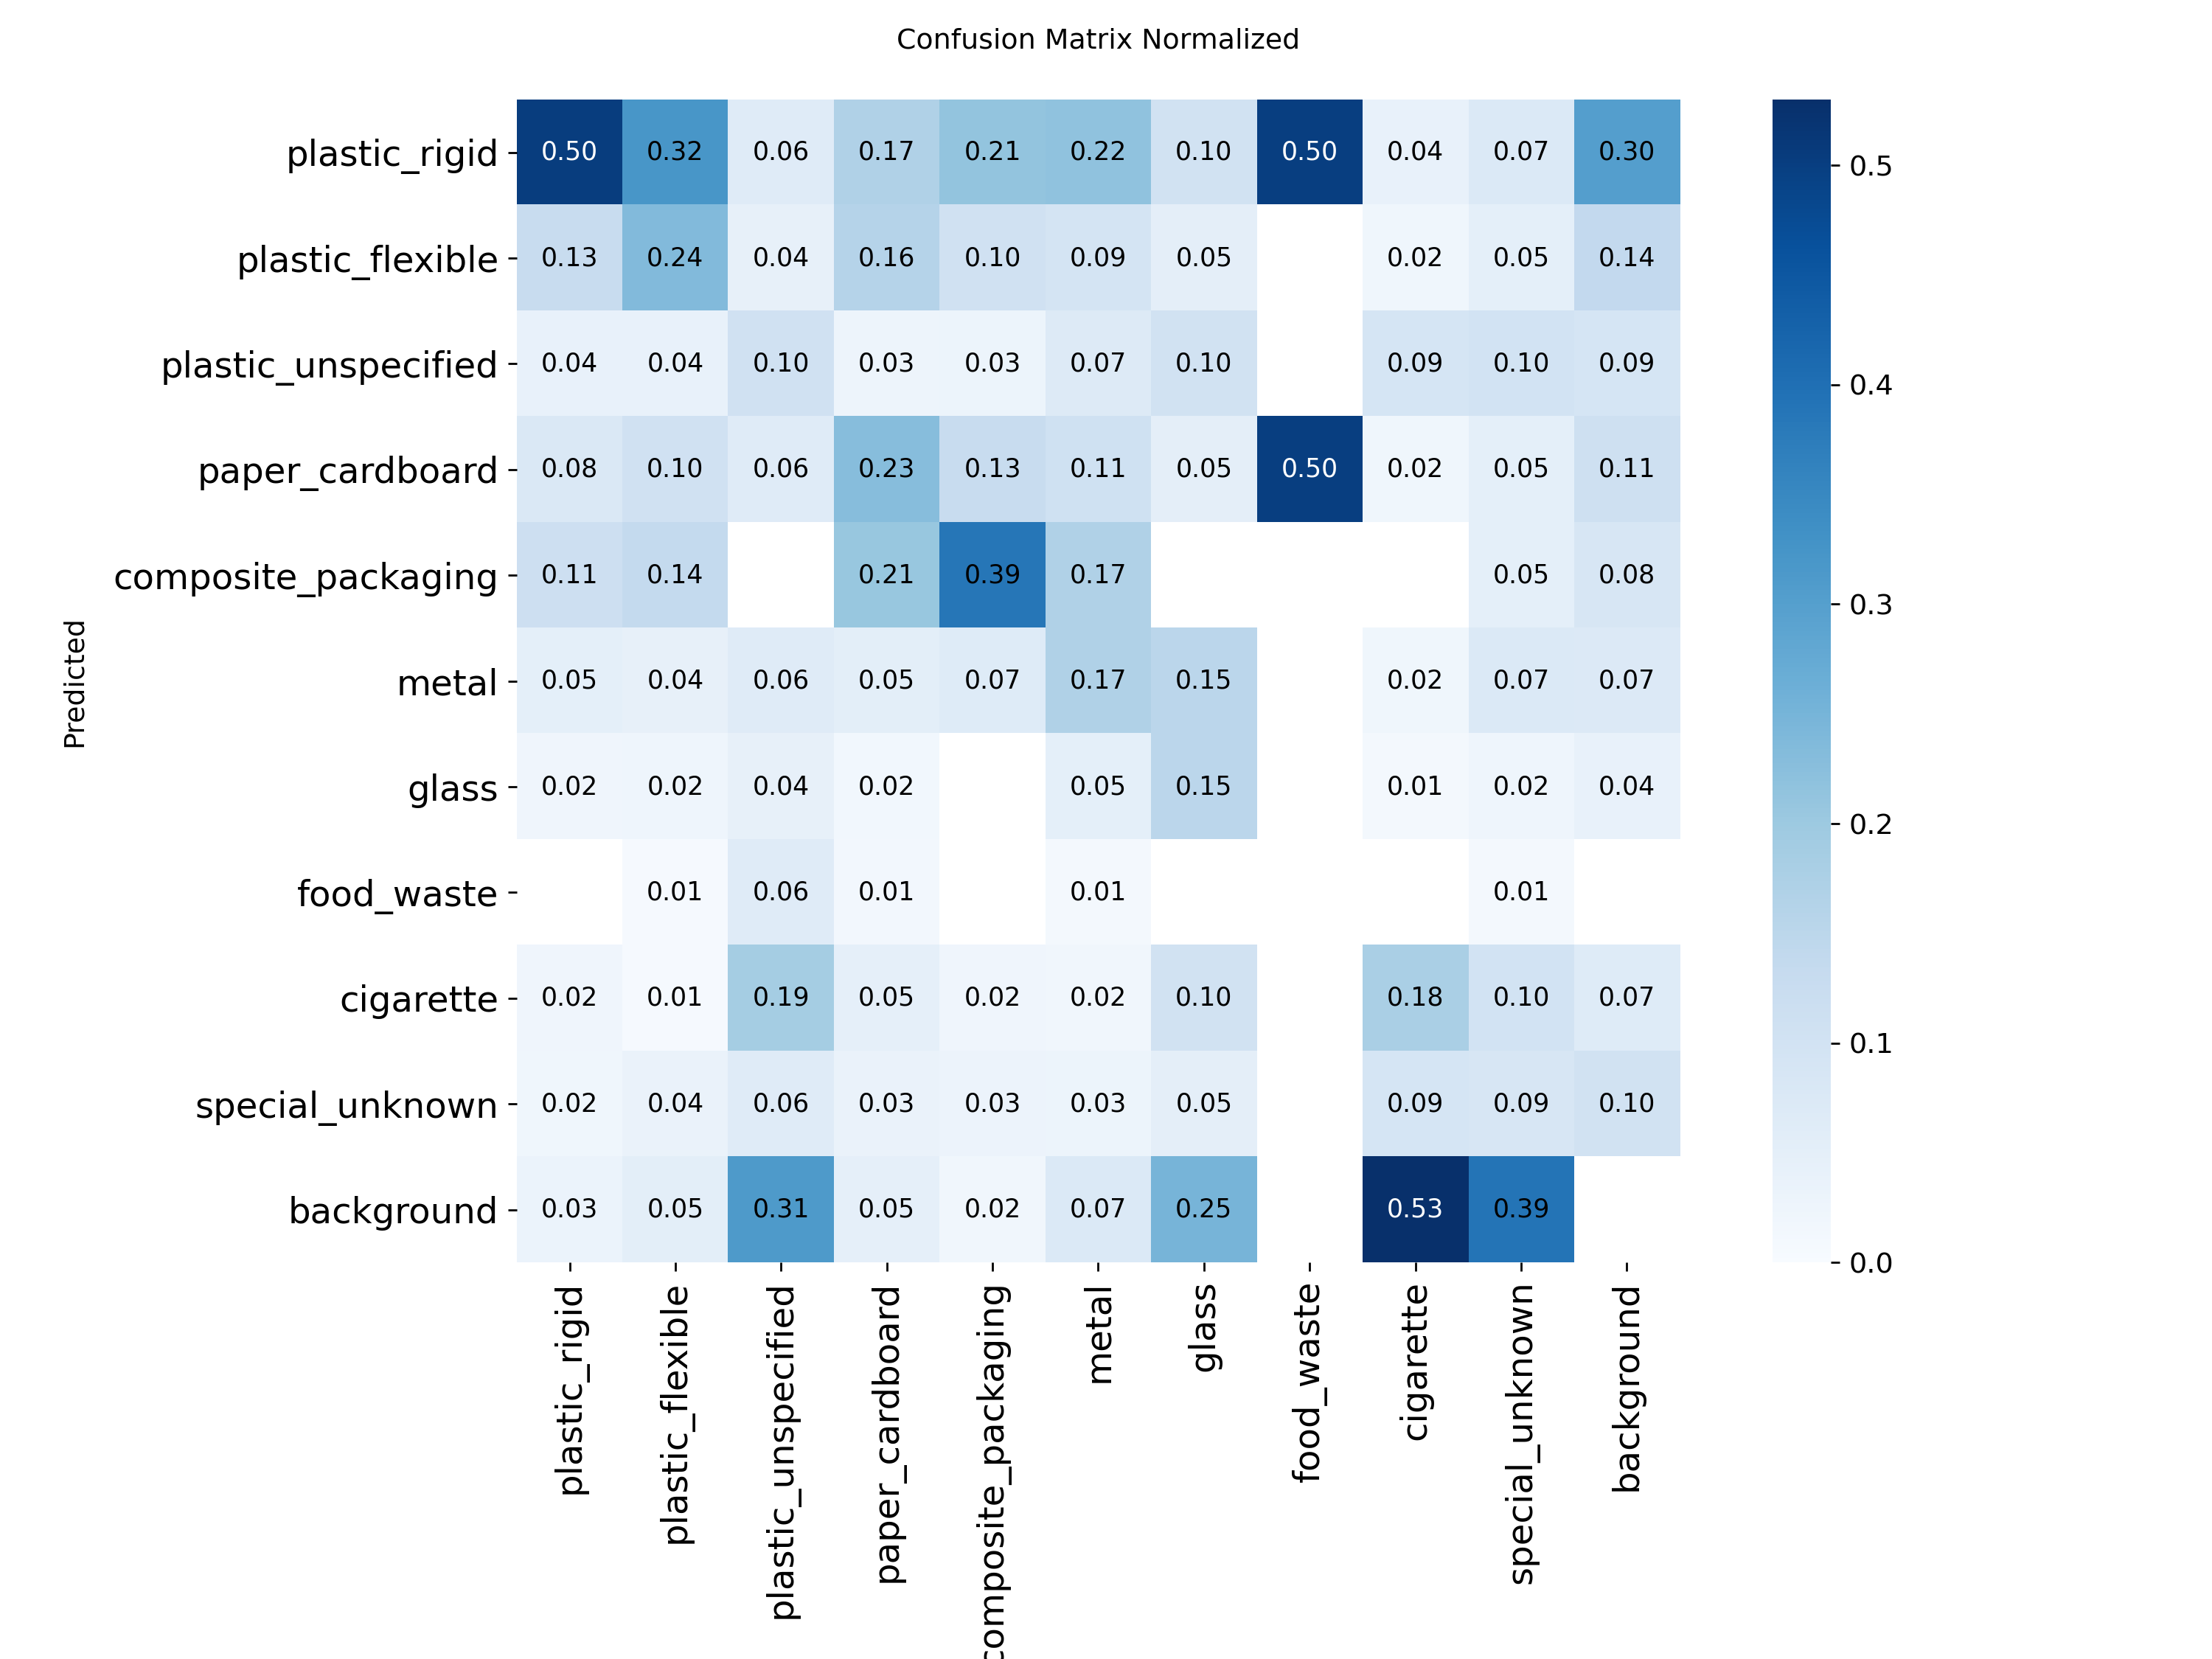 Confusion Matrix Normalized
plastic_rigid 0.50 0.32 0.06 0.17 0.21 0.22 0.10 0.50 0.04 0.07 0.30
plastic_flexible 0.13 0.24 0.04 0.16 0.10 0.09 0.05 0.02 0.05 0.14
plastic_unspecified 0.04 0.04 0.10 0.03 0.03 0.07 0.10 0.09 0.10 0.09
paper_cardboard 0.08 0.10 0.06 0.23 0.13 0.11 0.05 0.50 0.02 0.05 0.11
composite_packaging 0.11 0.14 0.21 0.39 0.17 0.05 0.08
metal 0.05 0.04 0.06 0.05 0.07 0.17 0.15 0.02 0.07 0.07
glass 0.02 0.02 0.04 0.02 0.05 0.15 0.01 0.02 0.04
food_waste 0.01 0.06 0.01 0.01 0.01
cigarette 0.02 0.01 0.19 0.05 0.02 0.02 0.10 0.18 0.10 0.07
special_unknown 0.02 0.04 0.06 0.03 0.03 0.03 0.05 0.09 0.09 0.10
background 0.03 0.05 0.31 0.05 0.02 0.07 0.25 0.53 0.39
Predicted
plastic_rigid
plastic_flexible
plastic_unspecified
paper_cardboard
composite_packaging
metal
glass
food_waste
cigarette
special_unknown
background
0.5
0.4
0.3
0.2
0.1
0.0